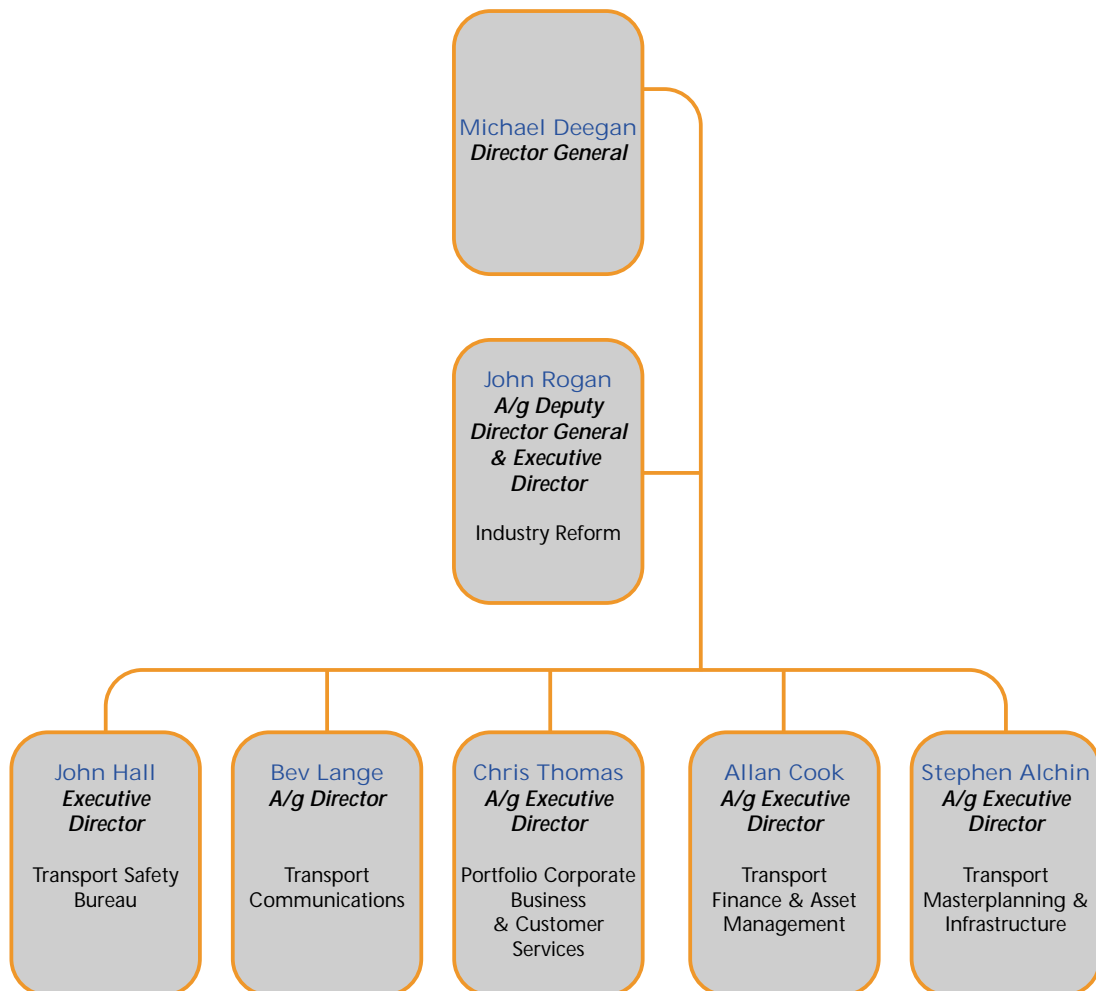 Michael Deegan
Director General
John Rogan
A/g Deputy
Director General
& Executive
Director
Industry Reform
John Hall
Executive
Director
Transport Safety
Bureau
Bev Lange
A/g Director
Transport
Communications
Chris Thomas
A/g Executive
Director
Portfolio Corporate
Business
& Customer
Services
Allan Cook
A/g Executive
Director
Transport
Finance & Asset
Management
Stephen Alchin
A/g Executive
Director
Transport
Masterplanning &
Infrastructure